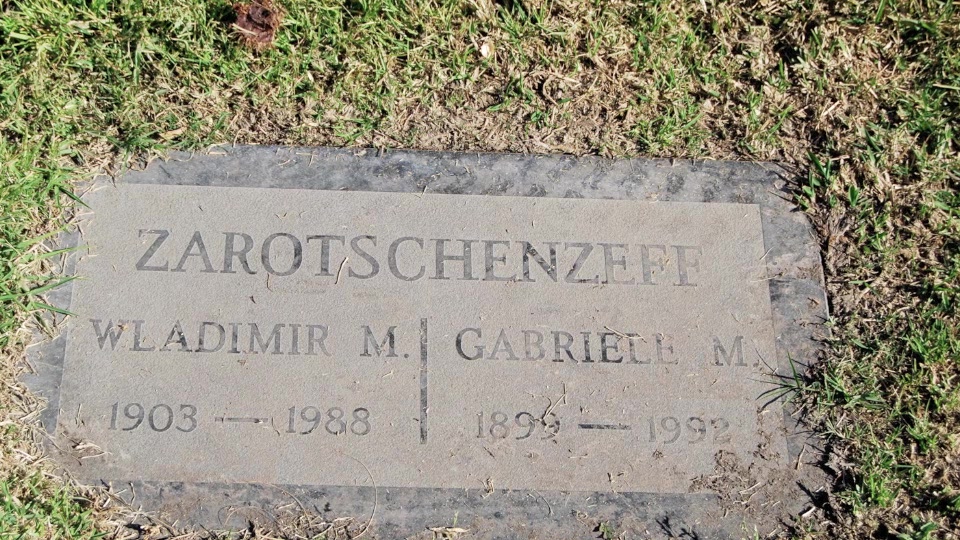 ZAROTSCHENZEFF
WLADIMIR M.
1903 — 1988
GABRIELE M.
1899 — 1992